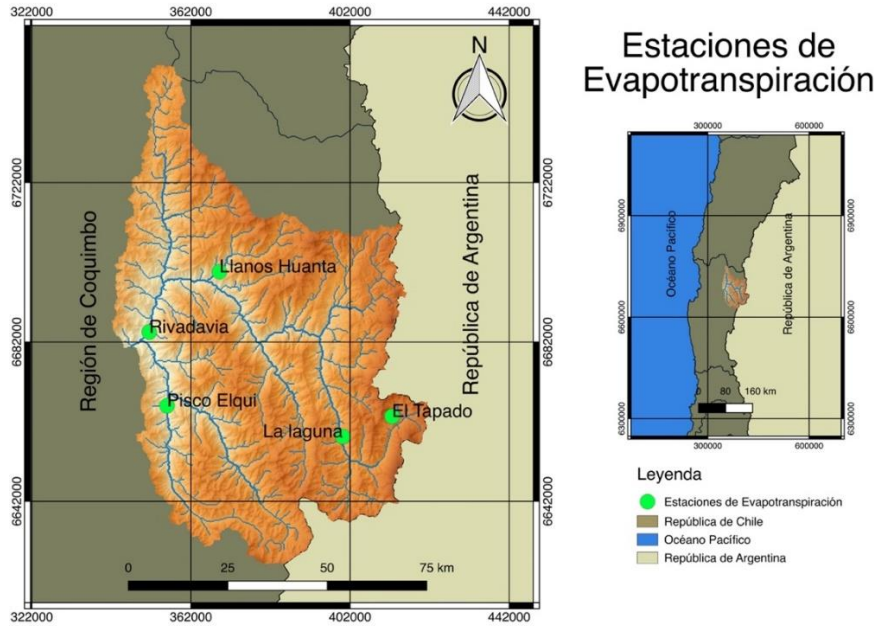 322000
362000
402000
442000
N
6722000
6682000
6642000
Región de Coquimbo
República de Argentina
Llanos Huanta
Rivadavia
Pisco Elqui
La laguna
El Tapado
0
25
50
75 km
6722000
6682000
6642000
322000
362000
402000
442000
Estaciones de
Evapotranspiración
300000
600000
6900000
6600000
6300000
Océano Pacífico
República de Argentina
0
80
160 km
6900000
6600000
6300000
300000
600000
Leyenda
Estaciones de Evapotranspiración
República de Chile
Océano Pacífico
República de Argentina